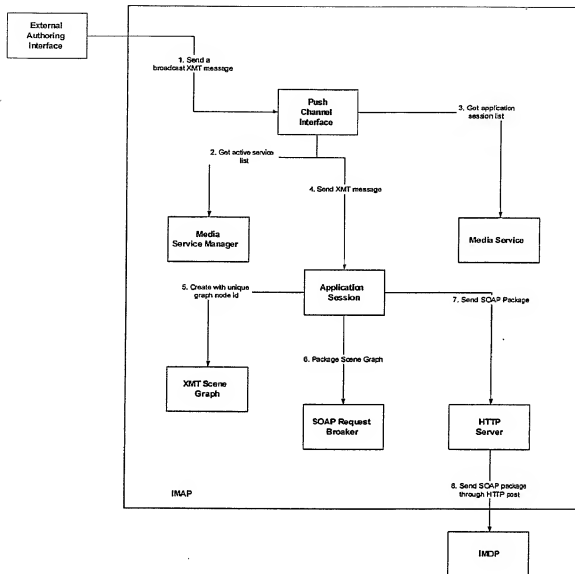 External
Authoring
Interface
1. Send a
broadcast XMT message
Push
Channel
Interface
3. Get application
session list
2. Get active service
list
4. Send XMT message
Media
Service Manager
Media Service
5. Create with unique
graph node id
Application
Session
7. Send SOAP Package
6. Package Scene Graph
XMT Scene
Graph
SOAP Request
Broaker
HTTP
Server
IMAP
8. Send SOAP package
through HTTP post
IMDP